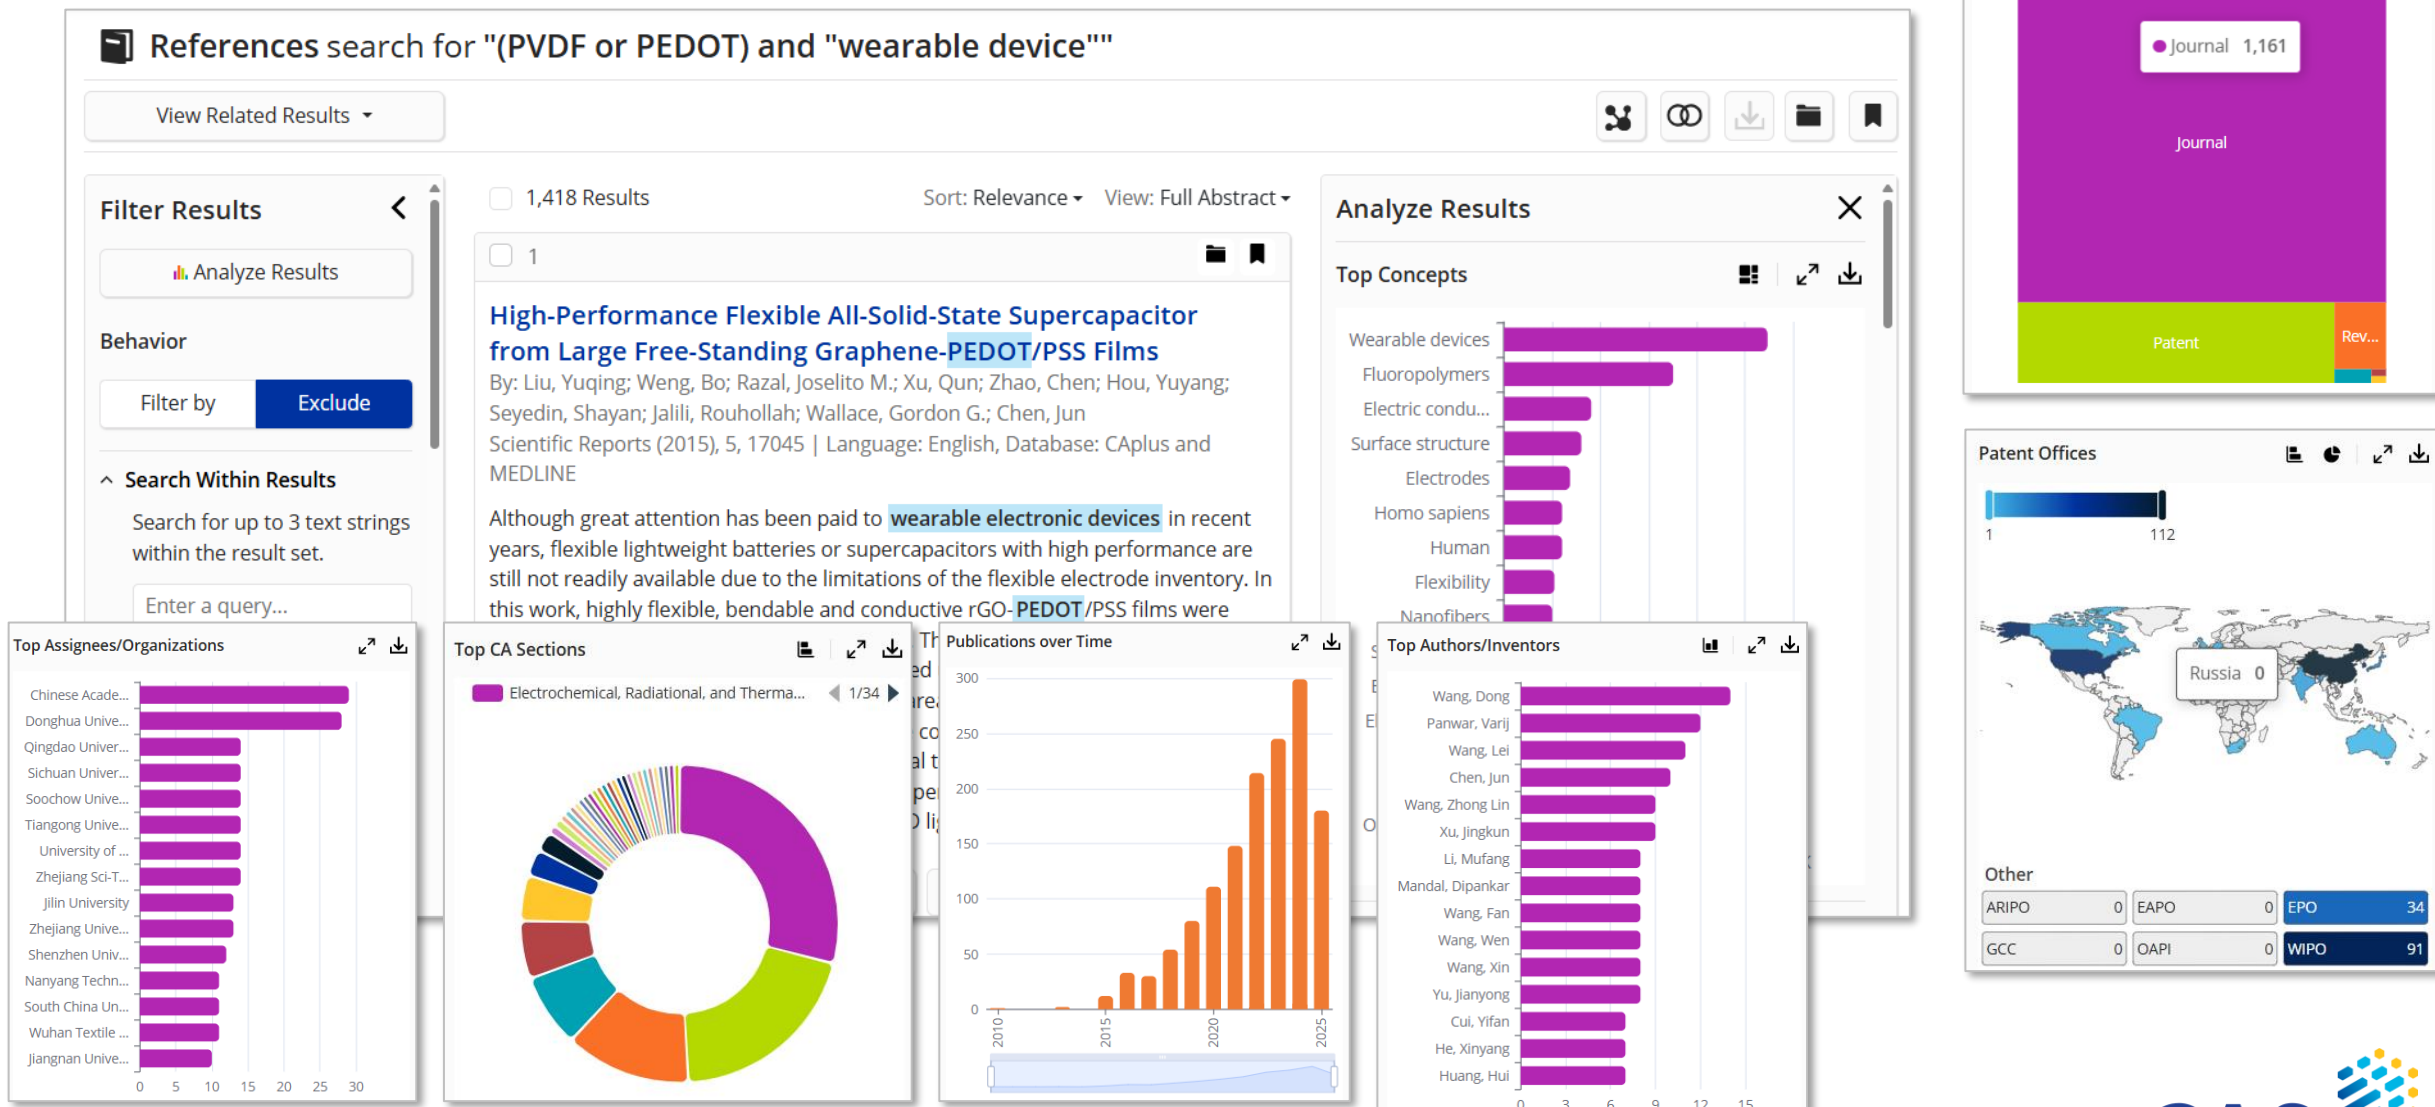 References search for "(PVDF or PEDOT) and "wearable device""
View Related Results
Filter Results
Analyze Results
Behavior
Filter by
Exclude
Search Within Results
Search for up to 3 text strings
within the result set.
Enter a query...
1,418 Results
Sort: Relevance
View: Full Abstract
1
High-Performance Flexible All-Solid-State Supercapacitor
from Large Free-Standing Graphene-PEDOT/PSS Films
By: Liu, Yuqing; Weng, Bo; Razal, Joselito M.; Xu, Qun; Zhao, Chen; Hou, Yuyang;
Seyedin, Shayan; Jalili, Rouhollah; Wallace, Gordon G.; Chen, Jun
Scientific Reports (2015), 5, 17045 | Language: English, Database: CAplus and
MEDLINE
Although great attention has been paid to wearable electronic devices in recent
years, flexible lightweight batteries or supercapacitors with high performance are
still not readily available due to the limitations of the flexible electrode inventory. In
this work, highly flexible, bendable and conductive rGO-PEDOT/PSS films were
Analyze Results
Top Concepts
Wearable devices
Fluoropolymers
Electric condu...
Surface structure
Electrodes
Homo sapiens
Human
Flexibility
Nanofibers
Journal 1,161
Journal
Patent
Rev...
Patent Offices
1
112
Russia 0
Other
ARIPO 0
EAPO 0
EPO 34
GCC 0
OAPI 0
WIPO 91
Top Assignees/Organizations
Chinese Acade...
Donghua Unive...
Qingdao Univer...
Sichuan Univer...
Soochow Unive...
Tiangong Unive...
University of ...
Zhejiang Sci-T...
Jilin University
Zhejiang Unive...
Shenzhen Univ...
Nanyang Techn...
South China Un...
Wuhan Textile ...
Jiangnan Unive...
0 5 10 15 20 25 30
Top CA Sections
Electrochemical, Radiational, and Therma...
1/34
Publications over Time
300
250
200
150
100
50
0
2010 2015 2020 2025
Top Authors/Inventors
Wang, Dong
Panwar, Varij
Wang, Lei
Chen, Jun
Wang, Zhong Lin
Xu, Jingkun
Li, Mufang
Mandal, Dipankar
Wang, Fan
Wang, Wen
Wang, Xin
Yu, Jianyong
Cui, Yifan
He, Xinyang
Huang, Hui
0 3 6 9 12 15